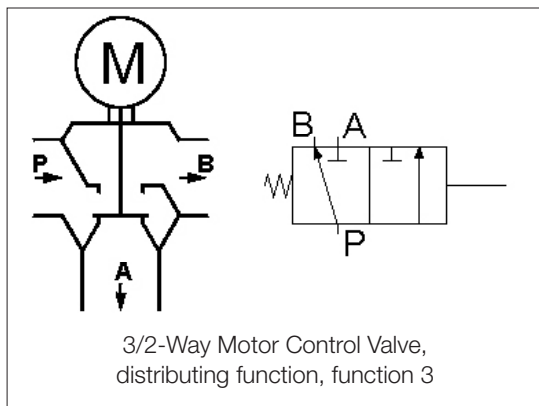 M
B A
P B
P
A
3/2-Way Motor Control Valve,
distributing function, function 3